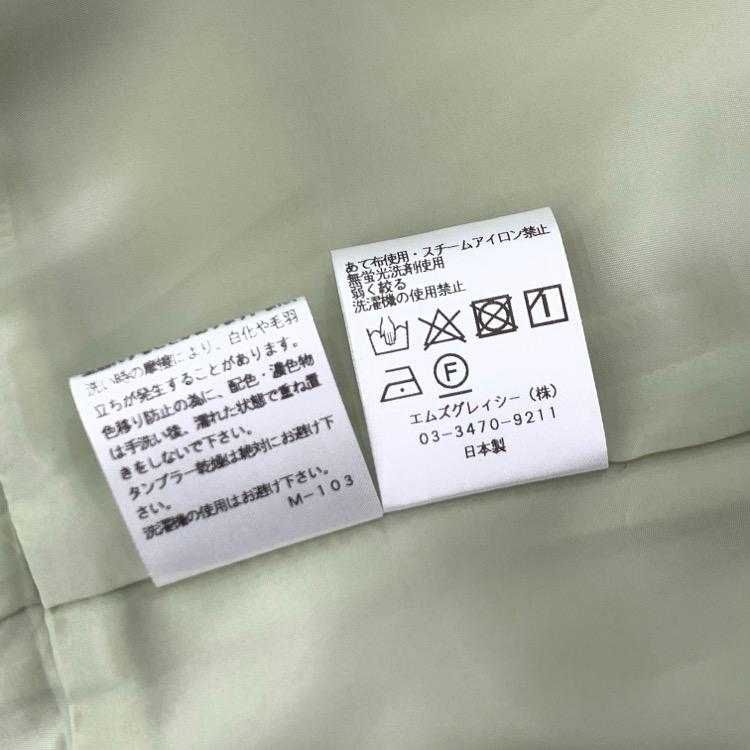 洗い時の摩擦により、白化や毛羽
立ちが発生することがあります。
色移り防止の為に、配色・濃色物
は手洗い後、濡れた状態で重ね置
きをしないで下さい。
タンブラー乾燥は絶対にお避け下
さい。
洗濯機の使用はお避け下さい。
M-103
あて布使用・スチームアイロン禁止
無蛍光洗剤使用
弱く絞る
洗濯機の使用禁止
F
エムズグレイシー(株)
03-3470-9211
日本製